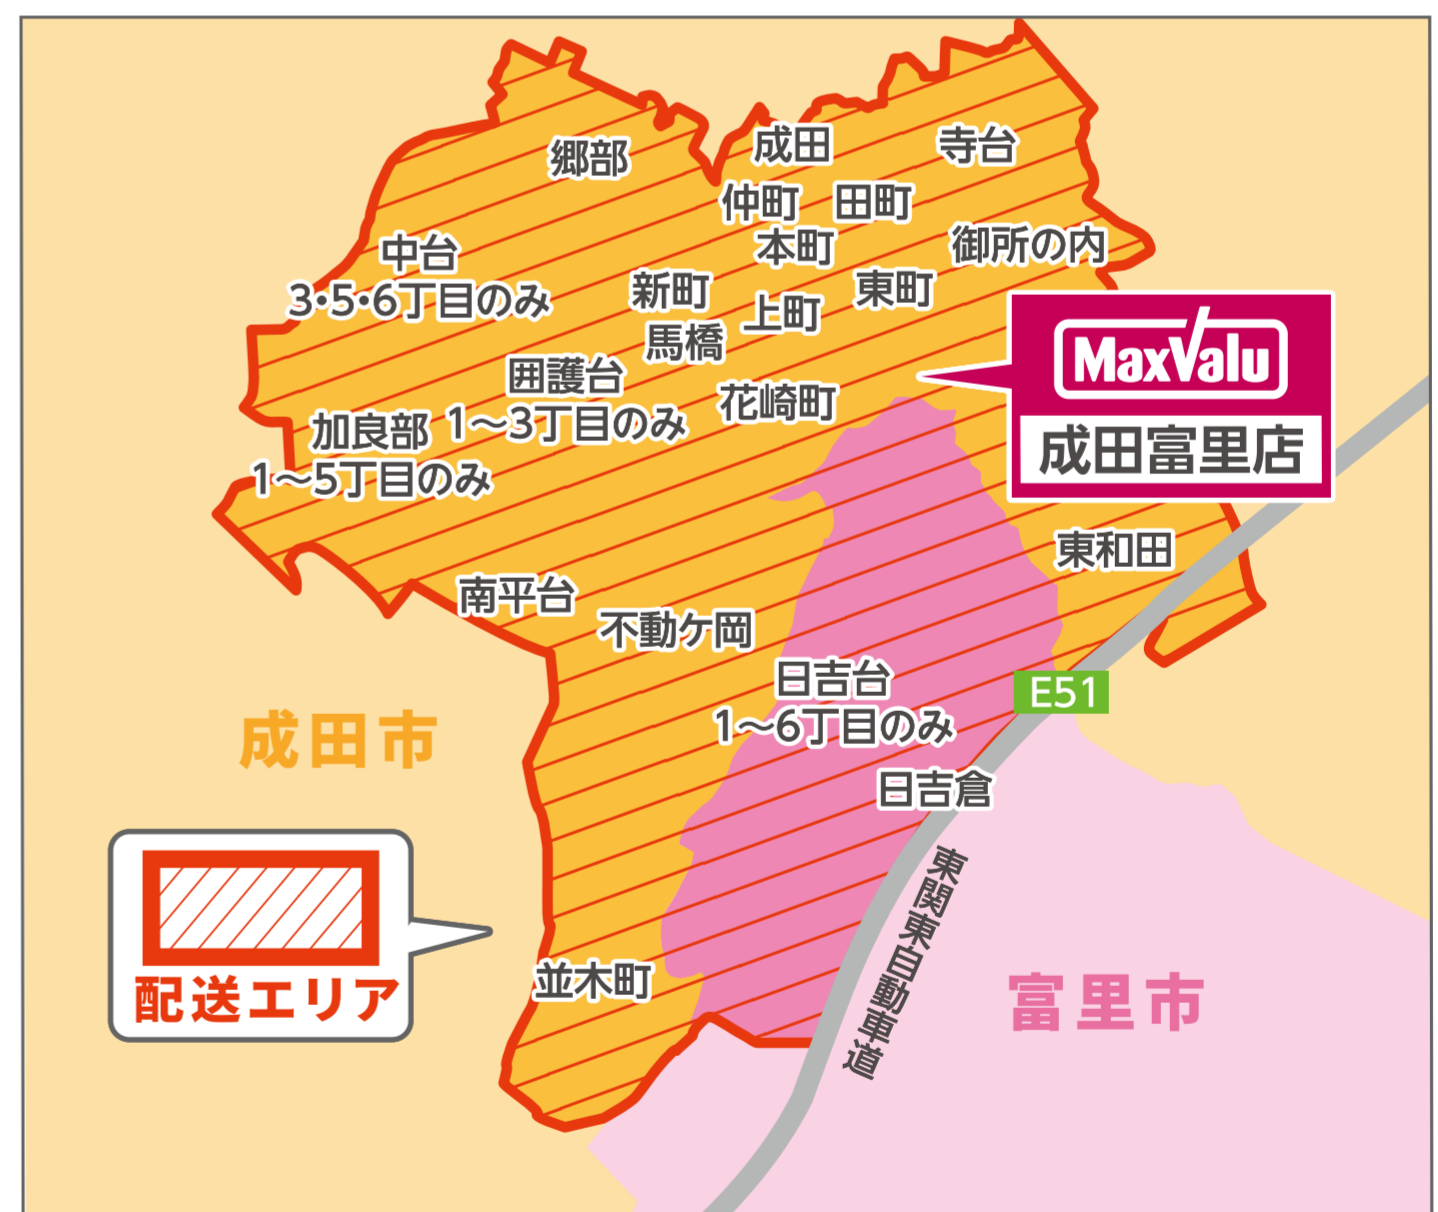 郷部
成田
寺台
仲町
田町
本町
御所の内
中台
3・5・6丁目のみ
新町
東町
上町
馬橋
MaxValu
成田富里店
囲護台
1～3丁目のみ
花崎町
加良部
1～5丁目のみ
東和田
南平台
不動ケ岡
日吉台
1～6丁目のみ
E51
成田市
日吉倉
東関東自動車道
配送エリア
並木町
富里市